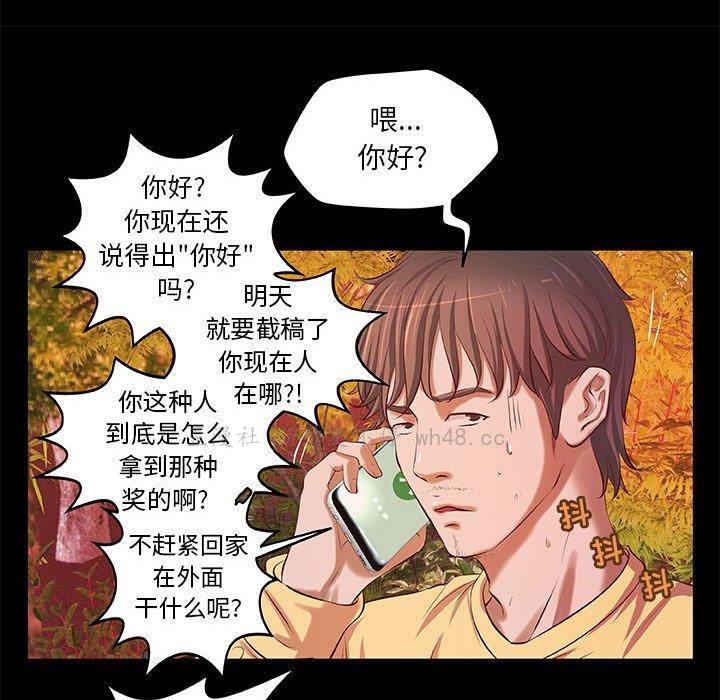 喂...
你好?
你好?
你现在还
说得出"你好"
吗?
明天
就要截稿了
你现在人
在哪?!
你这种人
到底是怎么
拿到那种
奖的啊?
不赶紧回家
在外面
干什么呢?
抖
抖
抖
wh48.cc